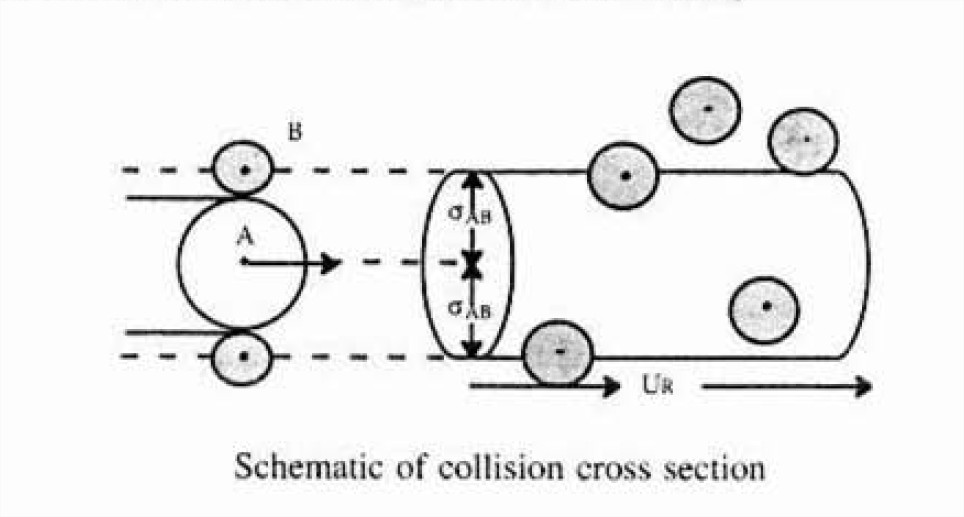 B
A
σAB
σAB
UR
Schematic of collision cross section